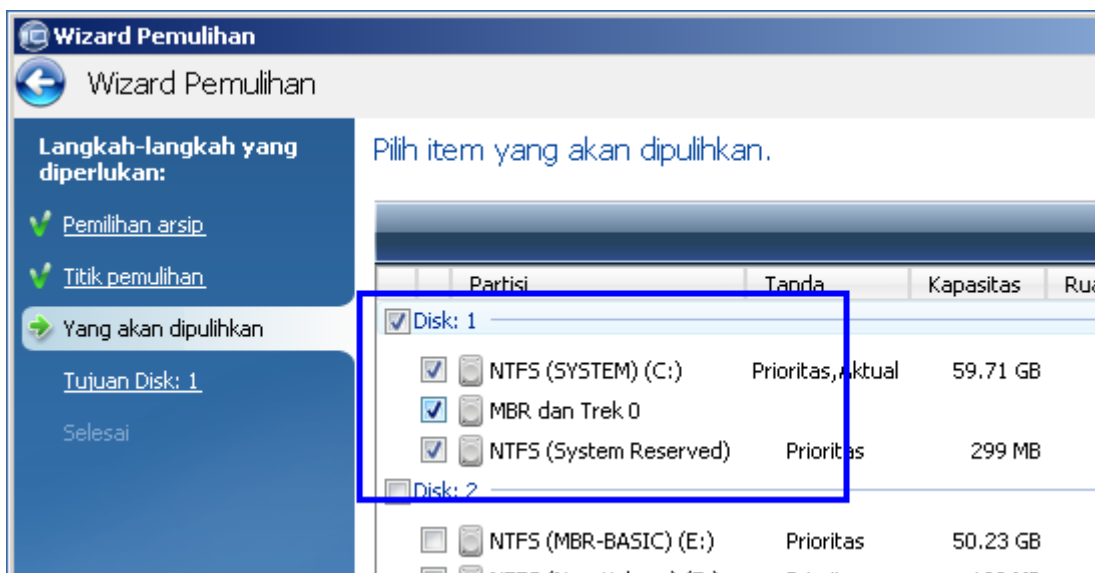 Wizard Pemulihan
Wizard Pemulihan
Langkah-langkah yang
diperlukan:
Pemilihan arsip
Titik pemulihan
Yang akan dipulihkan
Tujuan Disk: 1
Selesai
Pilih item yang akan dipulihkan.
Partisi Tanda Kapasitas
Disk: 1
NTFS (SYSTEM) (C:) Prioritas,Aktual 59.71 GB
MBR dan Trek 0
NTFS (System Reserved) Prioritas 299 MB
Disk: 2
NTFS (MBR-BASIC) (E:) Prioritas 50.23 GB